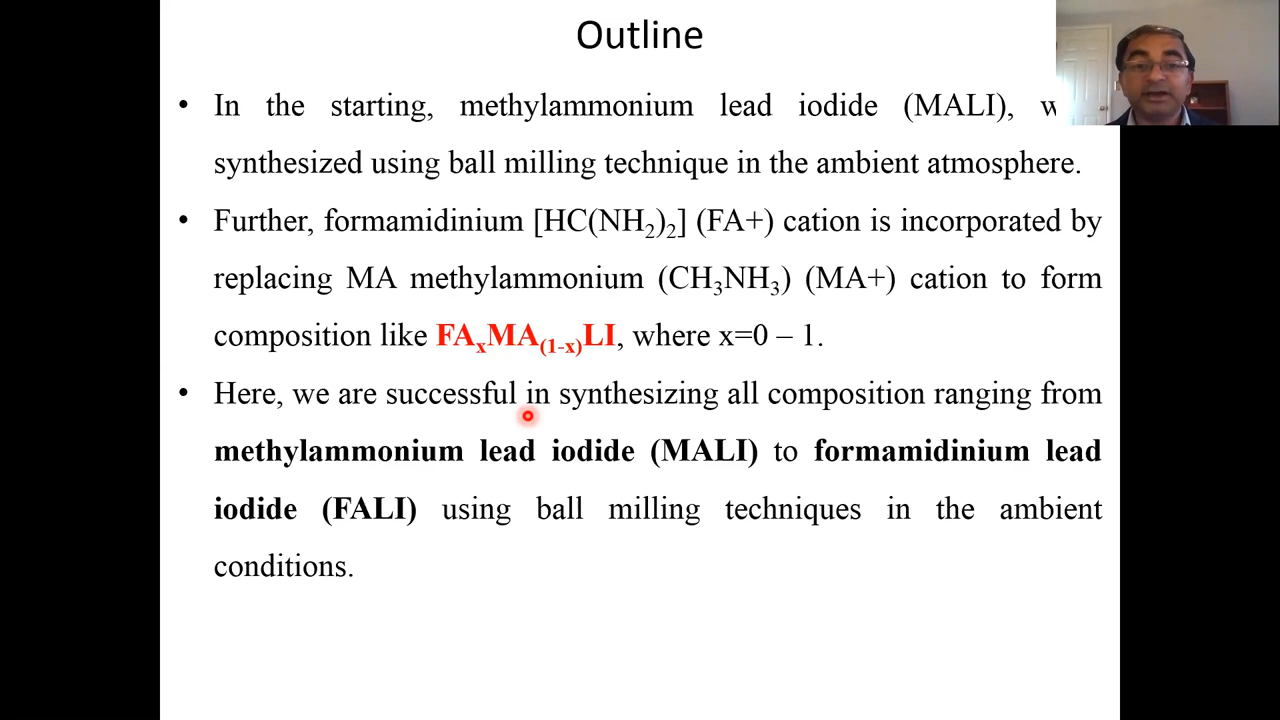 Outline
• In the starting, methylammonium lead iodide (MALI),
synthesized using ball milling technique in the ambient atmosphere.
• Further, formamidinium [HC(NH₂)₂] (FA+) cation is incorporated by
replacing MA methylammonium (CH₃NH₃) (MA+) cation to form
composition like FAₓMA₍₁₋ₓ₎LI, where x=0 – 1.
• Here, we are successful in synthesizing all composition ranging from
methylammonium lead iodide (MALI) to formamidinium lead
iodide (FALI) using ball milling techniques in the ambient
conditions.